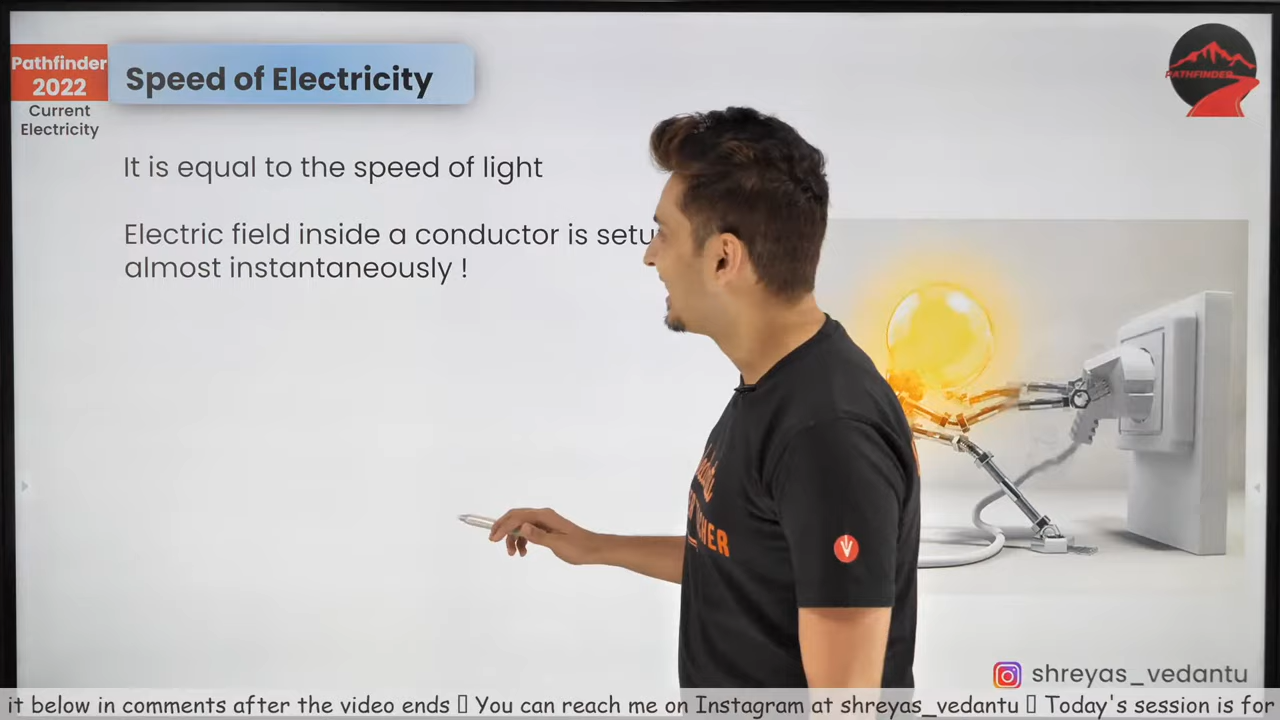 Pathfinder
2022
Current
Electricity
Speed of Electricity
PATHFINDER
It is equal to the speed of light
Electric field inside a conductor is setu
almost instantaneously !
shreyas_vedantu
it below in comments after the video ends ▯ You can reach me on Instagram at shreyas_vedantu ▯ Today's session is for